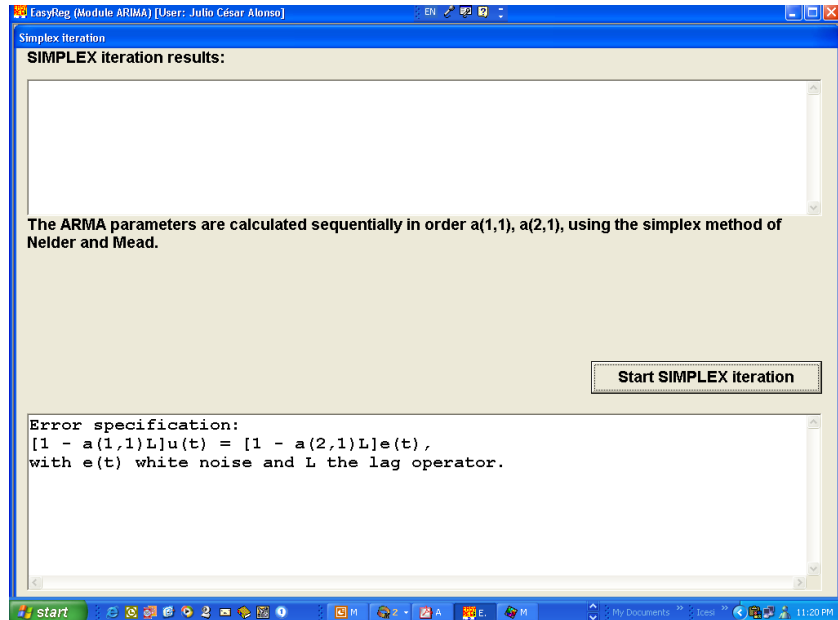 EasyReg (Module ARIMA) [User: Julio César Alonso]
EN
Simplex iteration
SIMPLEX iteration results:
The ARMA parameters are calculated sequentially in order a(1,1), a(2,1), using the simplex method of
Nelder and Mead.
Start SIMPLEX iteration
Error specification:
[1 - a(1,1)L]u(t) = [1 - a(2,1)L]e(t),
with e(t) white noise and L the lag operator.
start M 2 A E. M My Documents » Icesi » 11:20 PM